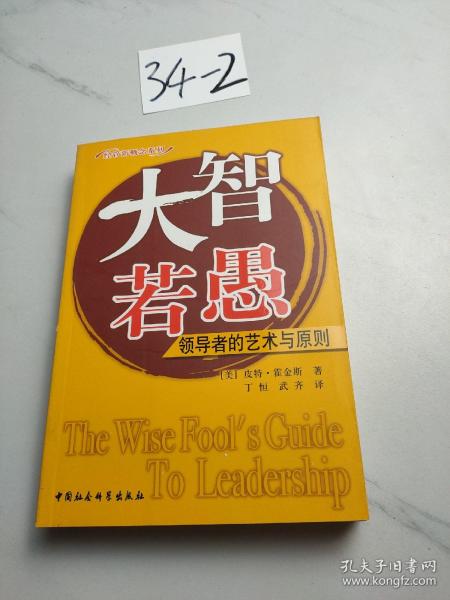 34-2
大智
若愚
领导者的艺术与原则
[美] 皮特·霍金斯 著
丁恒 武齐 译
The Wise Fool's Guide
To Leadership
中国社会科学出版社
孔夫子旧书网
www.kongfz.com